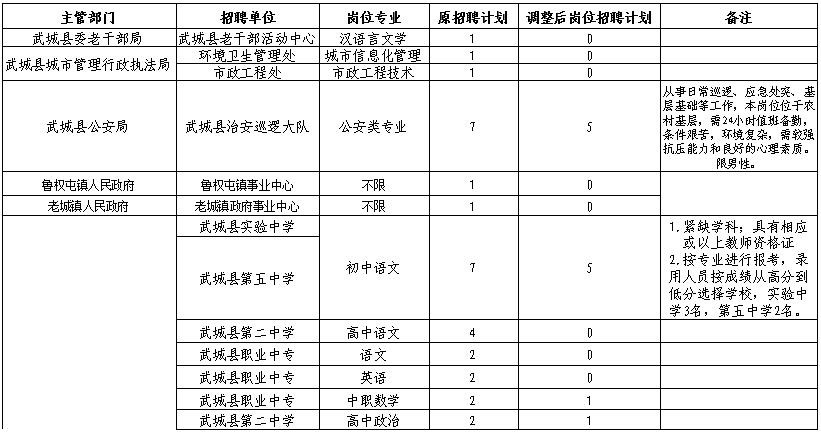 主管部门 招聘单位 岗位专业 原招聘计划 调整后岗位招聘计划 备注
武城县委老干部局 武城县老干部活动中心 汉语言文学 1 0
武城县城市管理行政执法局 环境卫生管理处 城市信息化管理 1 0
市政工程处 市政工程技术 1 0
武城县公安局 武城县治安巡逻大队 公安类专业 7 5
从事日常巡逻、应急处突、基
层基础等工作，本岗位位于农
村基层，需24小时值班备勤，
条件艰苦，环境复杂，需较强
抗压能力和良好的心理素质。
限男性。
鲁权屯镇人民政府 鲁权屯镇事业中心 不限 1 0
老城镇人民政府 老城镇政府事业中心 不限 1 0
武城县实验中学
武城县第五中学 初中语文 7 5
1.紧缺学科；具有相应
或以上教师资格证
2.按专业进行报考，录
用人员按成绩从高分到
低分选择学校，实验中
学3名，第五中学2名。
武城县第二中学 高中语文 4 0
武城县职业中专 语文 2 0
武城县职业中专 英语 2 0
武城县职业中专 中职数学 2 1
武城县第二中学 高中政治 2 1